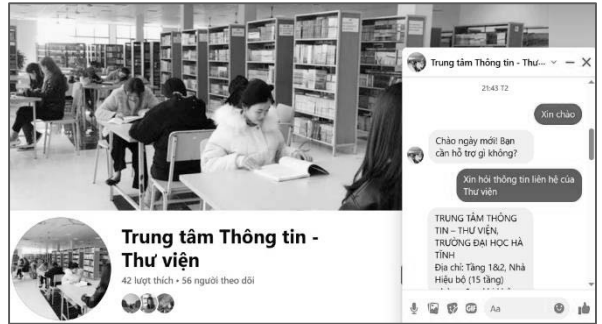 Trung tâm Thông tin -
Thư viện
42 lượt thích • 56 người theo dõi
Trung tâm Thông tin - Thư...
21:43 T2
Xin chào
Chào ngày mới! Bạn
cần hỗ trợ gì không?
Xin hỏi thông tin liên hệ của
Thư viện
TRUNG TÂM THÔNG
TIN – THƯ VIỆN,
TRƯỜNG ĐẠI HỌC HÀ
TĨNH
Địa chỉ: Tầng 1&2, Nhà
Hiệu bộ (15 tầng)
GIF
Aa